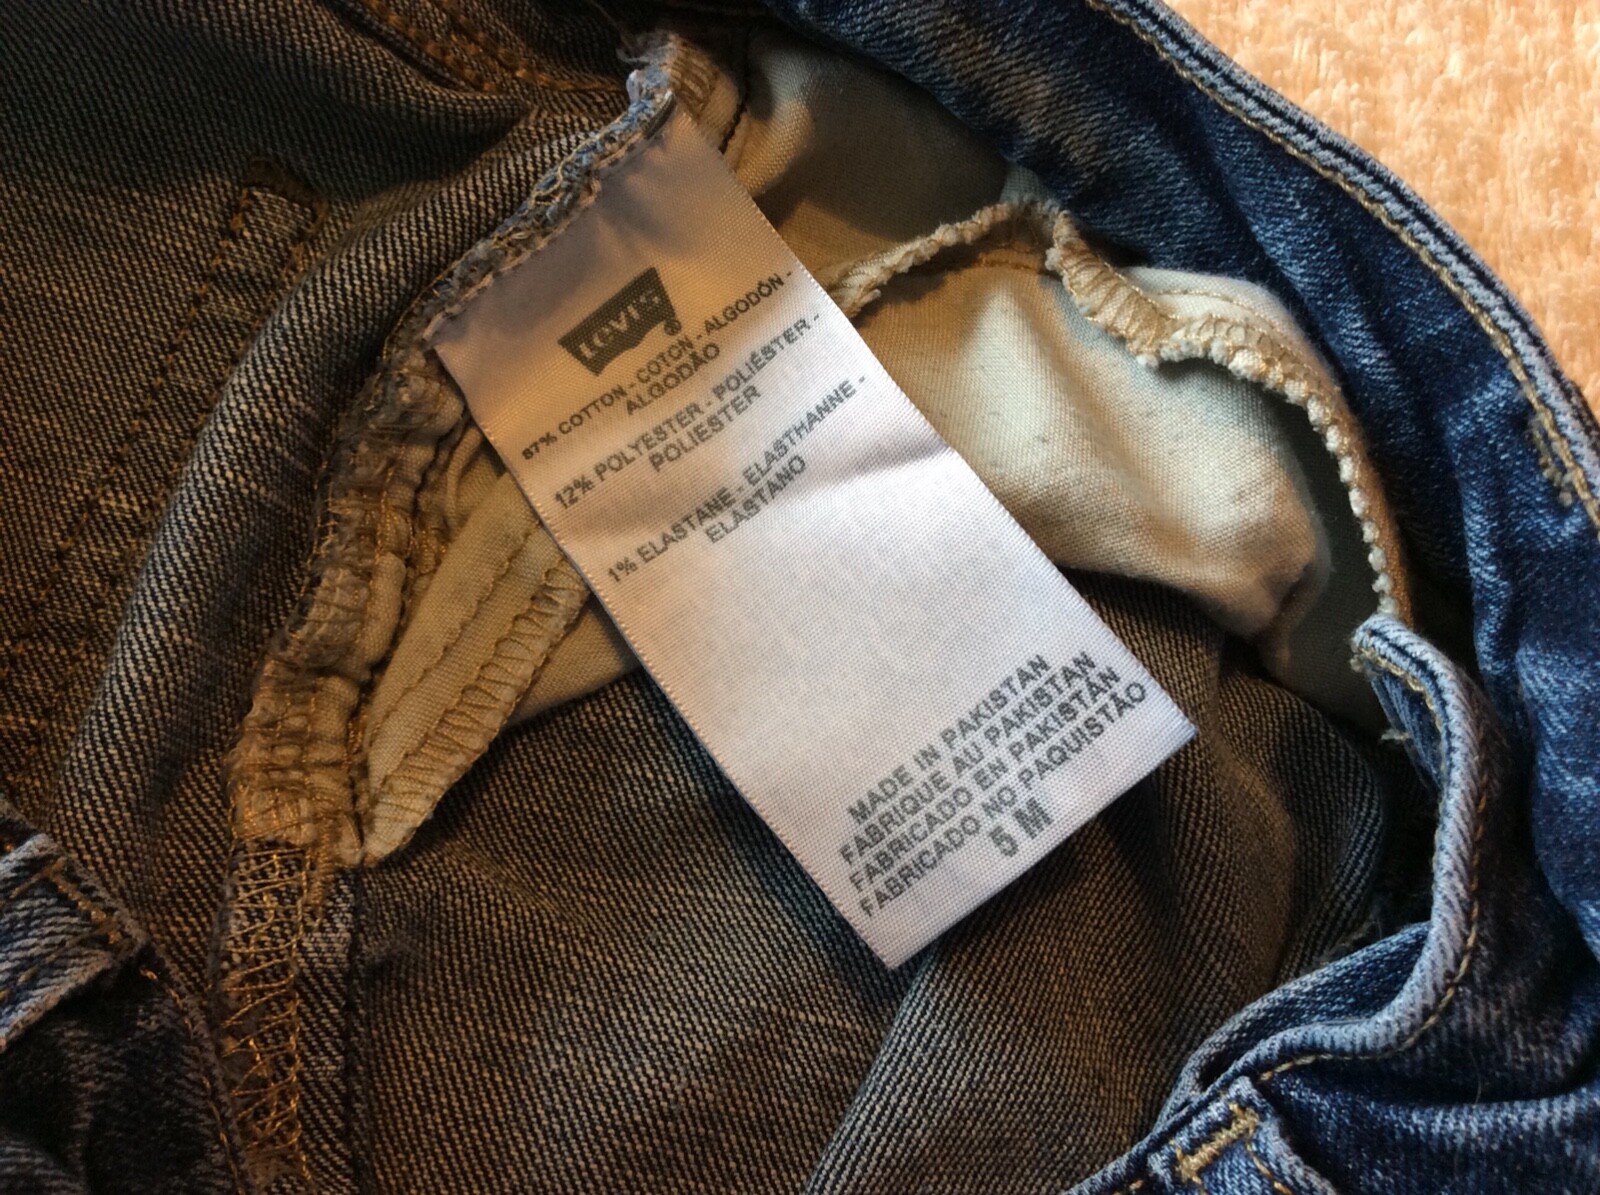 LEVI'S®
87% COTTON - COTON - ALGODÓN -
ALGODÃO
12% POLYESTER - POLIÉSTER -
POLIESTER
1% ELASTANE - ELASTHANNE -
ELASTANO
MADE IN PAKISTAN
FABRIQUE AU PAKISTAN
FABRICADO EN PAKISTÁN
FABRICADO NO PAQUISTÃO
5 M